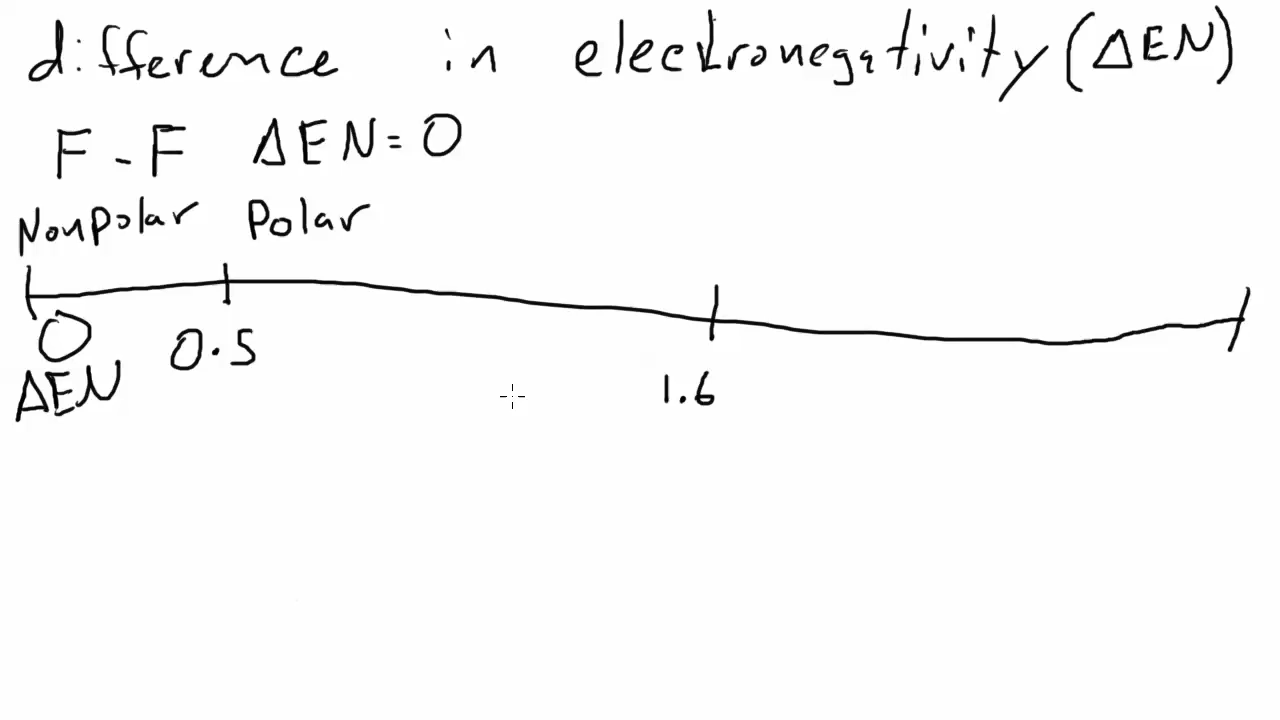 difference in electronegativity (ΔEN)
F - F ΔEN = 0
Nonpolar Polar
0 0.5 1.6
ΔEN